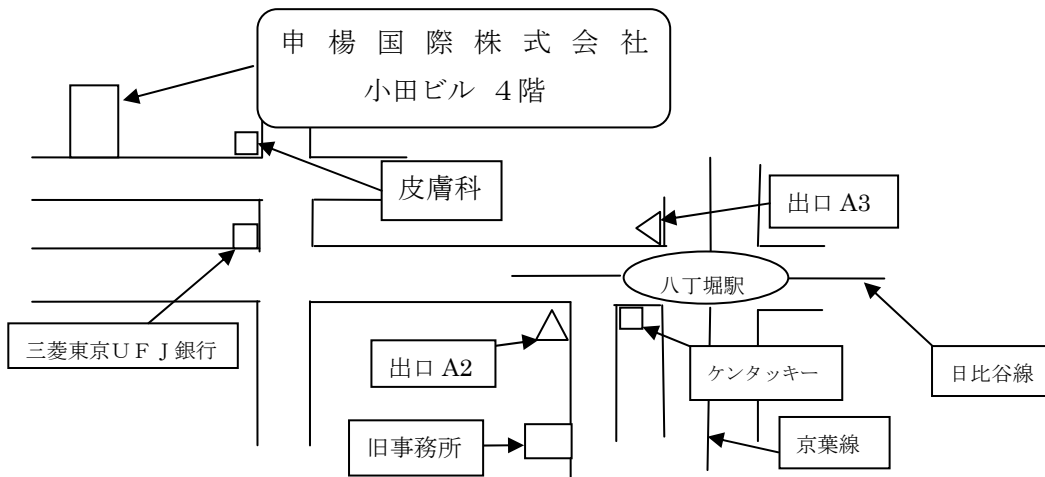 申楊国際株式会社
小田ビル ４階
皮膚科
出口 A3
八丁堀駅
三菱東京ＵＦＪ銀行
出口 A2
ケンタッキー
日比谷線
旧事務所
京葉線